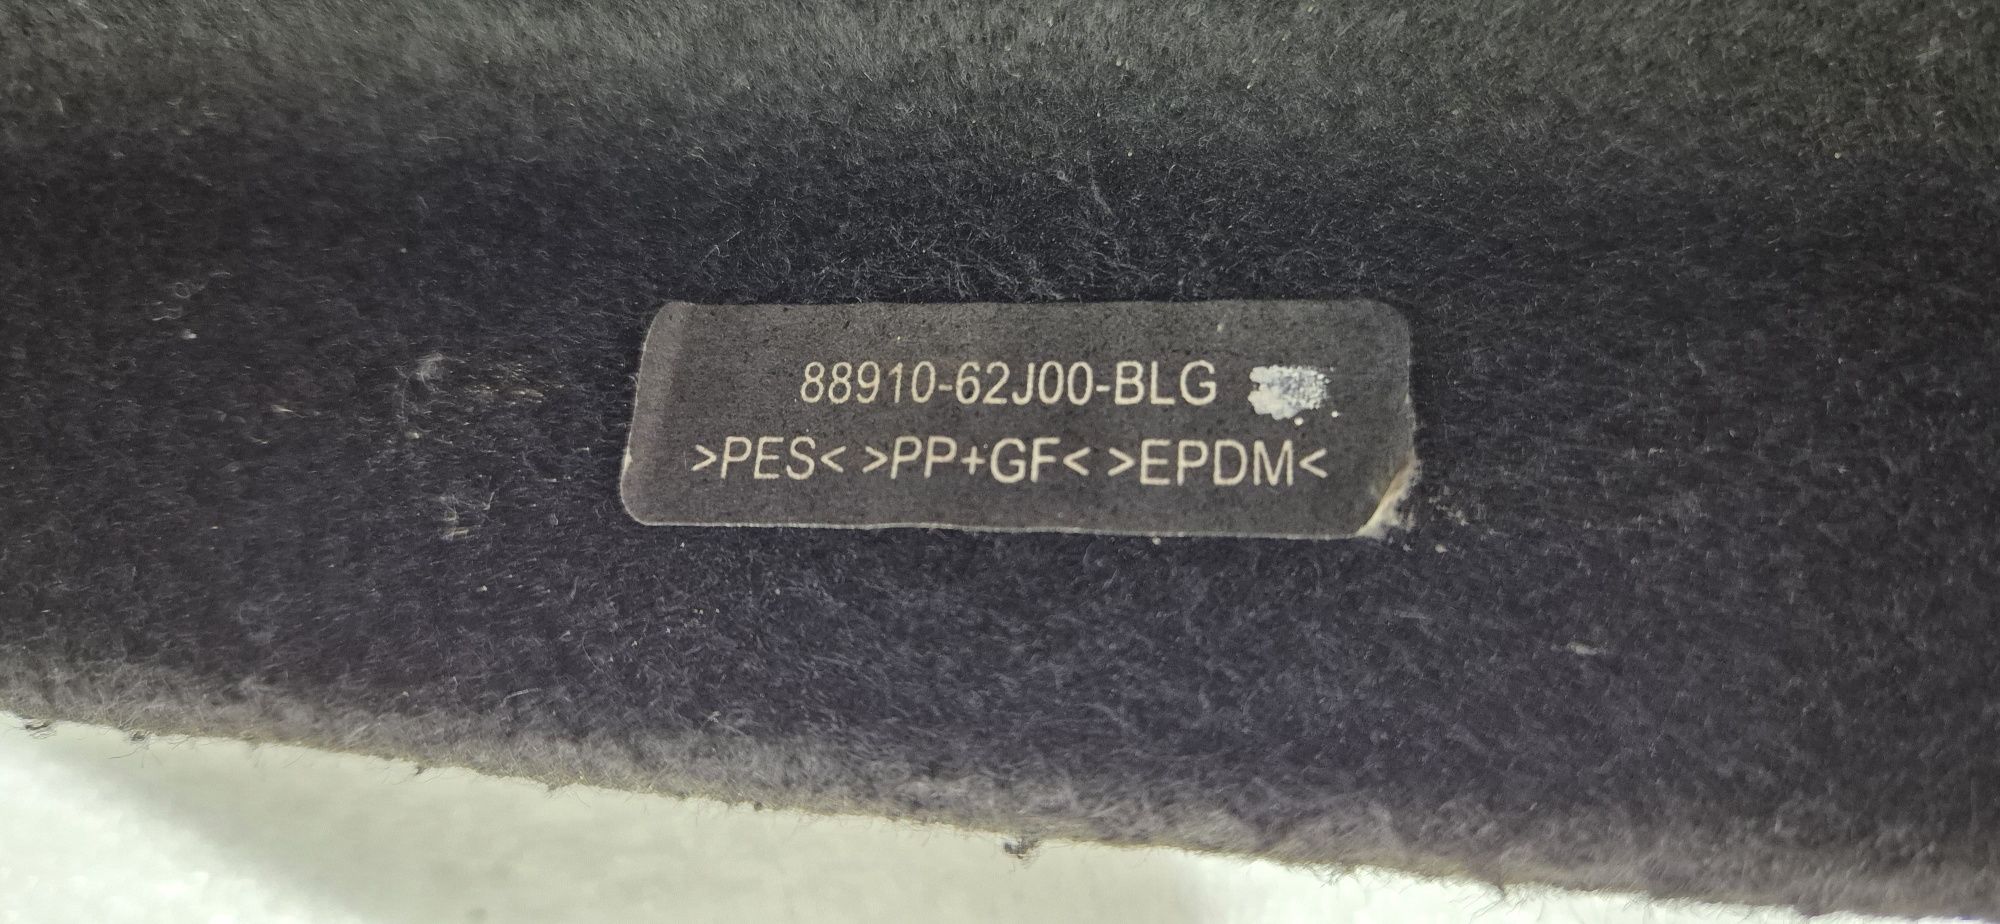 88910-62J00-BLG
>PES< >PP+GF< >EPDM<